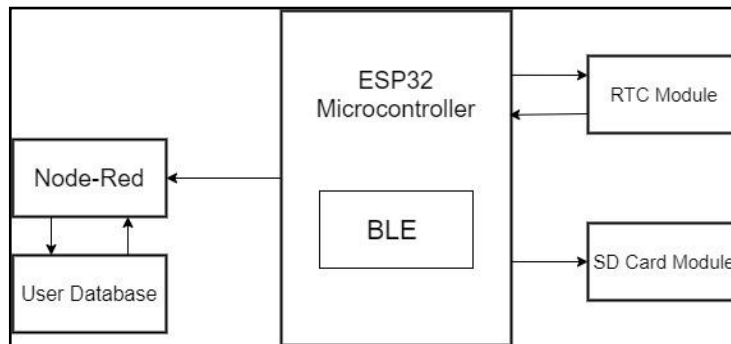 ESP32
Microcontroller
RTC Module
Node-Red
BLE
SD Card Module
User Database